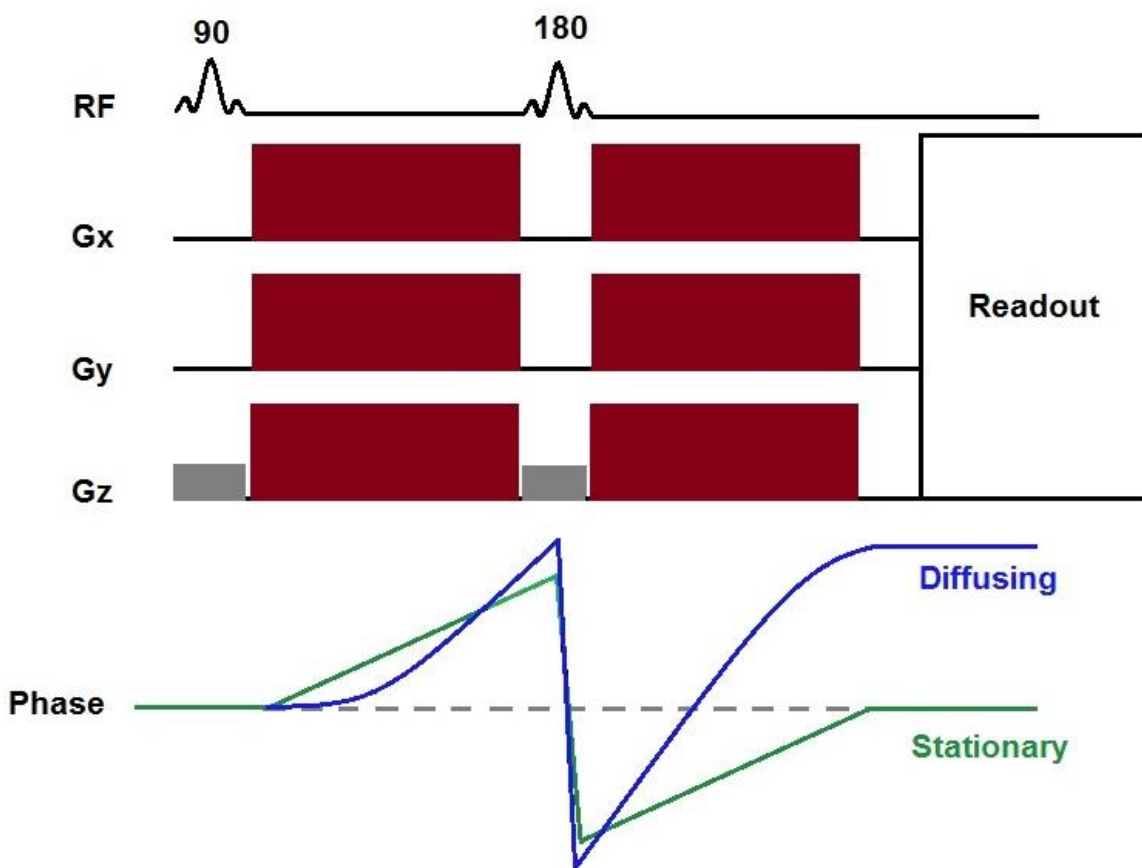 90
180
RF
Gx
Gy
Readout
Gz
Diffusing
Phase
Stationary